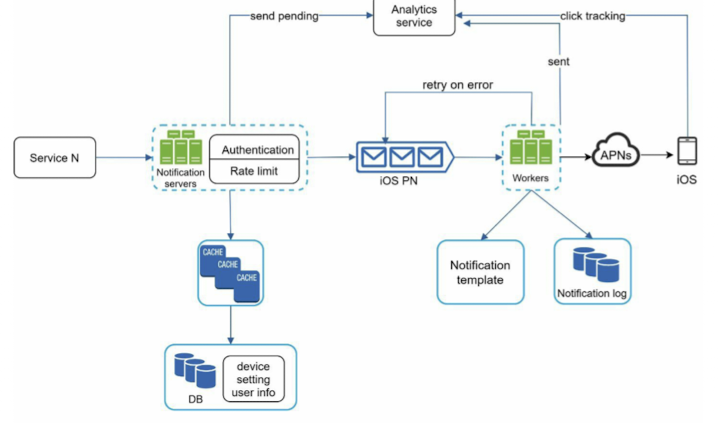 Analytics
service
send pending
click tracking
sent
retry on error
Service N
Notification
servers
Authentication
Rate limit
iOS PN
Workers
APNs
iOS
CACHE
CACHE
CACHE
Notification
template
Notification log
DB
device
setting
user info